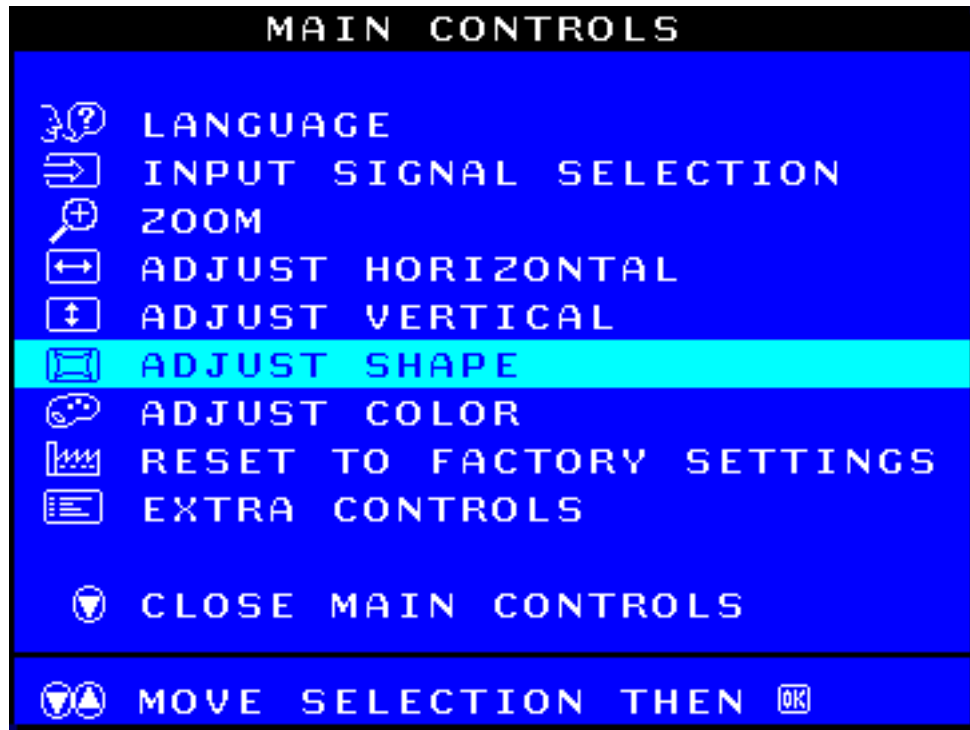 MAIN CONTROLS
LANGUAGE
INPUT SIGNAL SELECTION
ZOOM
ADJUST HORIZONTAL
ADJUST VERTICAL
ADJUST SHAPE
ADJUST COLOR
RESET TO FACTORY SETTINGS
EXTRA CONTROLS
CLOSE MAIN CONTROLS
MOVE SELECTION THEN OK